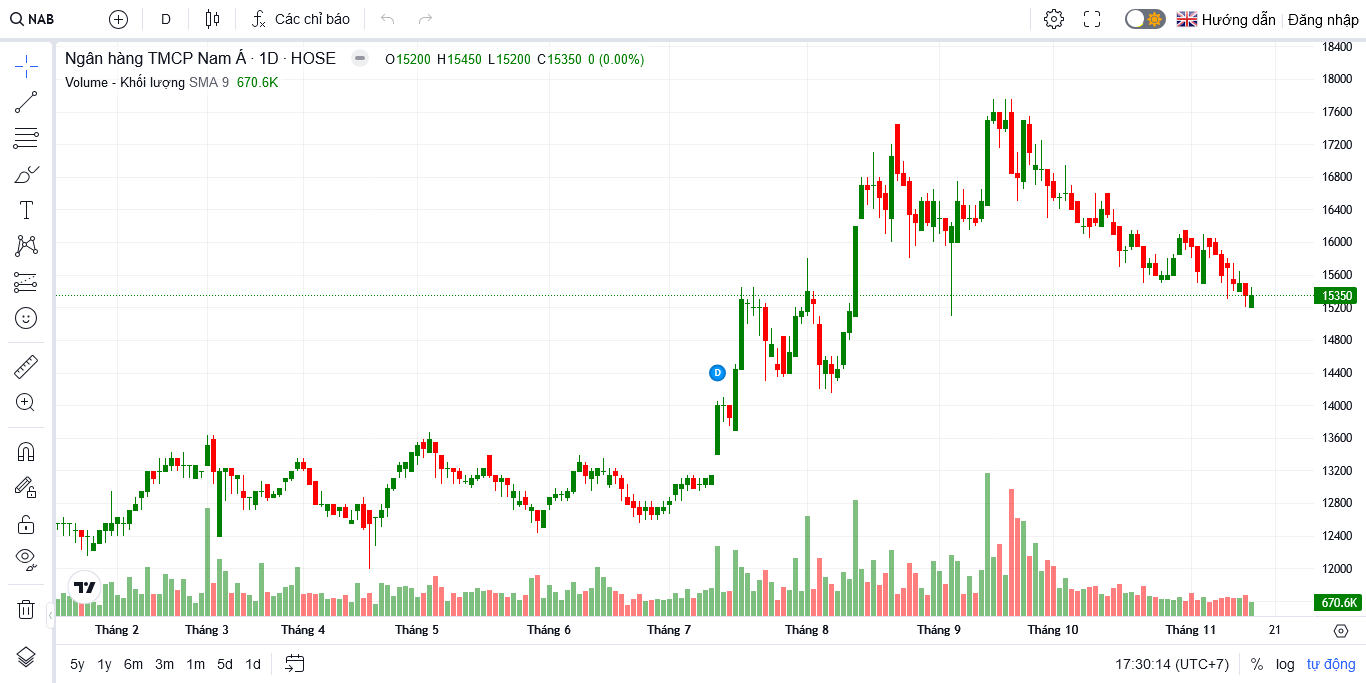 NAB
D
Các chỉ báo
Hướng dẫn
Đăng nhập
Ngân hàng TMCP Nam Á · 1D · HOSE
O15200 H15450 L15200 C15350 0 (0.00%)
Volume - Khối lượng SMA 9 670.6K
18400
18000
17600
17200
16800
16400
16000
15600
15350
15200
14800
14400
D
14000
13600
13200
12800
12400
12000
670.6K
Tháng 2 Tháng 3 Tháng 4 Tháng 5 Tháng 6 Tháng 7 Tháng 8 Tháng 9 Tháng 10 Tháng 11 21
5y 1y 6m 3m 1m 5d 1d
17:30:14 (UTC+7) % log tự động